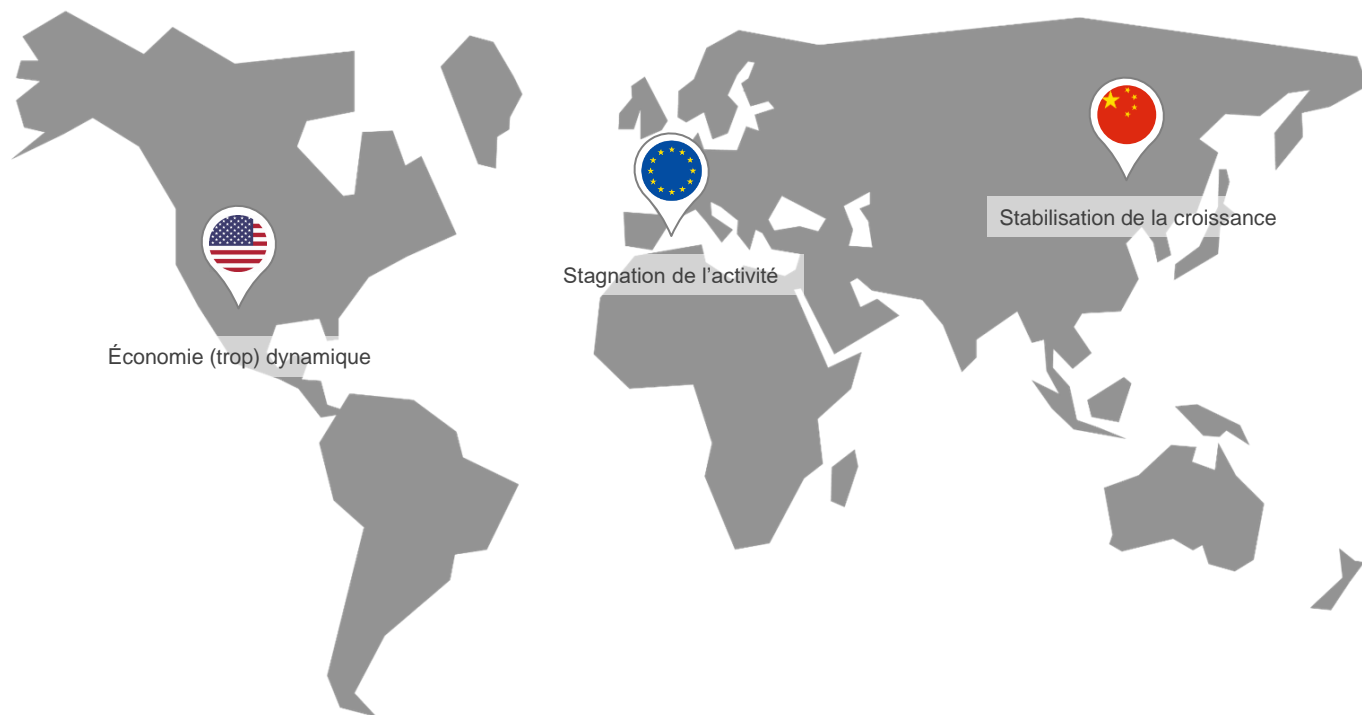 Stabilisation de la croissance
Stagnation de l’activité
Économie (trop) dynamique